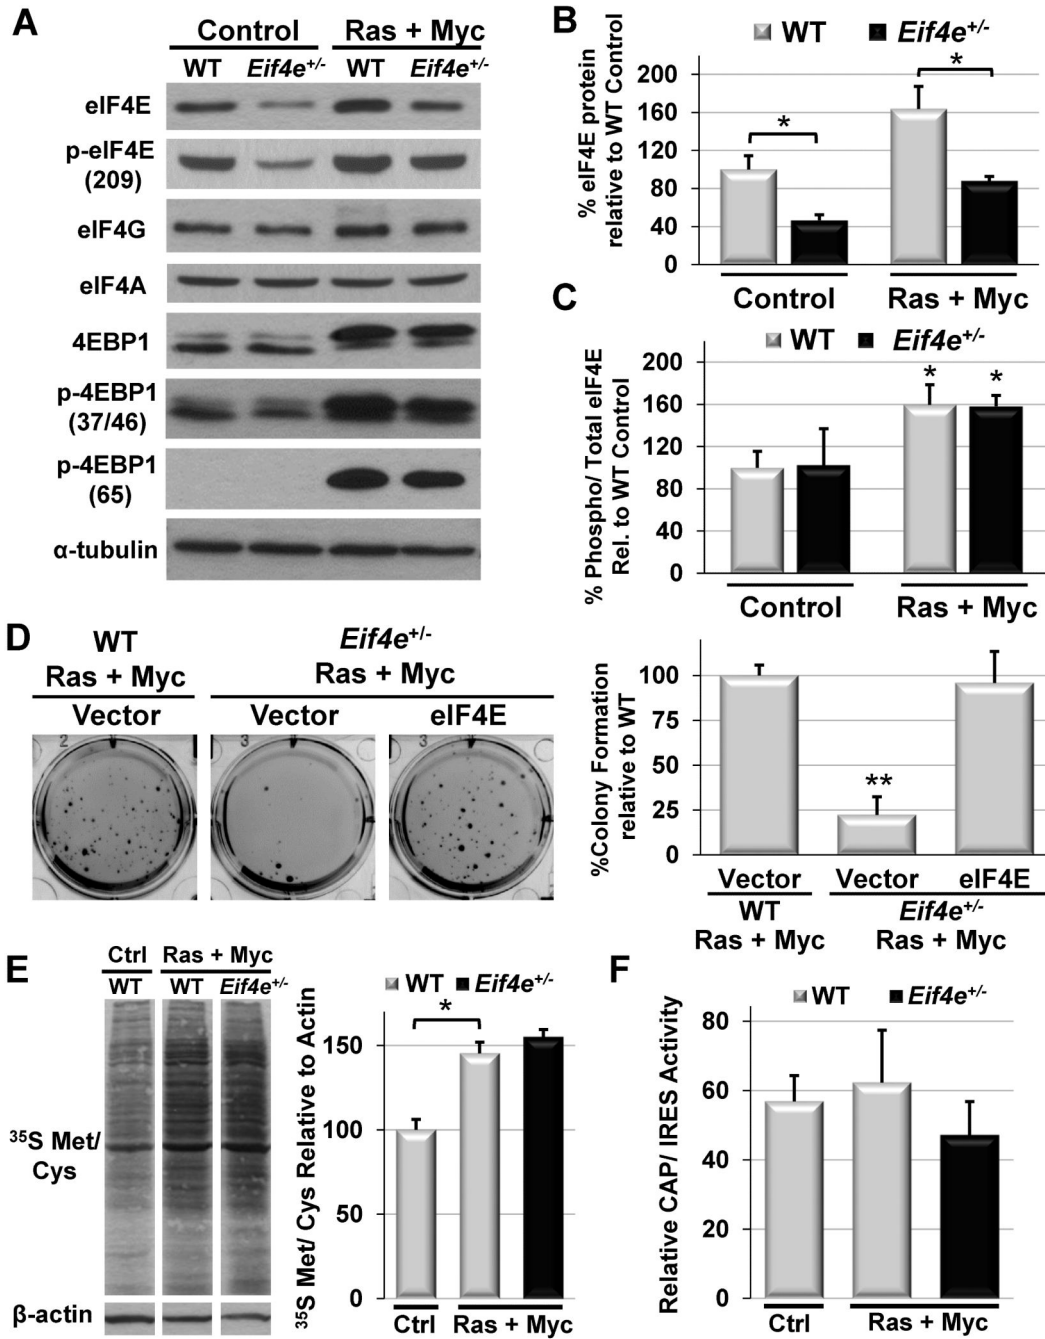 A
Control Ras + Myc
WT Eif4e+/- WT Eif4e+/-
eIF4E
p-eIF4E
(209)
eIF4G
eIF4A
4EBP1
p-4EBP1
(37/46)
p-4EBP1
(65)
α-tubulin
B
WT Eif4e+/-
% eIF4E protein
relative to WT Control
200
160
120
80
40
0
*
*
Control Ras + Myc
C
WT Eif4e+/-
% Phospho/ Total eIF4E
Rel. to WT Control
200
160
120
80
40
0
* *
Control Ras + Myc
D
WT Eif4e+/-
Ras + Myc Ras + Myc
Vector Vector eIF4E
2 3 3
%Colony Formation
relative to WT
100
75
50
25
0
**
Vector Vector eIF4E
WT Eif4e+/-
Ras + Myc Ras + Myc
E
Ctrl Ras + Myc
WT WT Eif4e+/-
35S Met/
Cys
β-actin
WT Eif4e+/-
35S Met/ Cys Relative to Actin
150
100
50
0
*
Ctrl Ras + Myc
F
WT Eif4e+/-
Relative CAP/ IRES Activity
80
60
40
20
0
Ctrl Ras + Myc